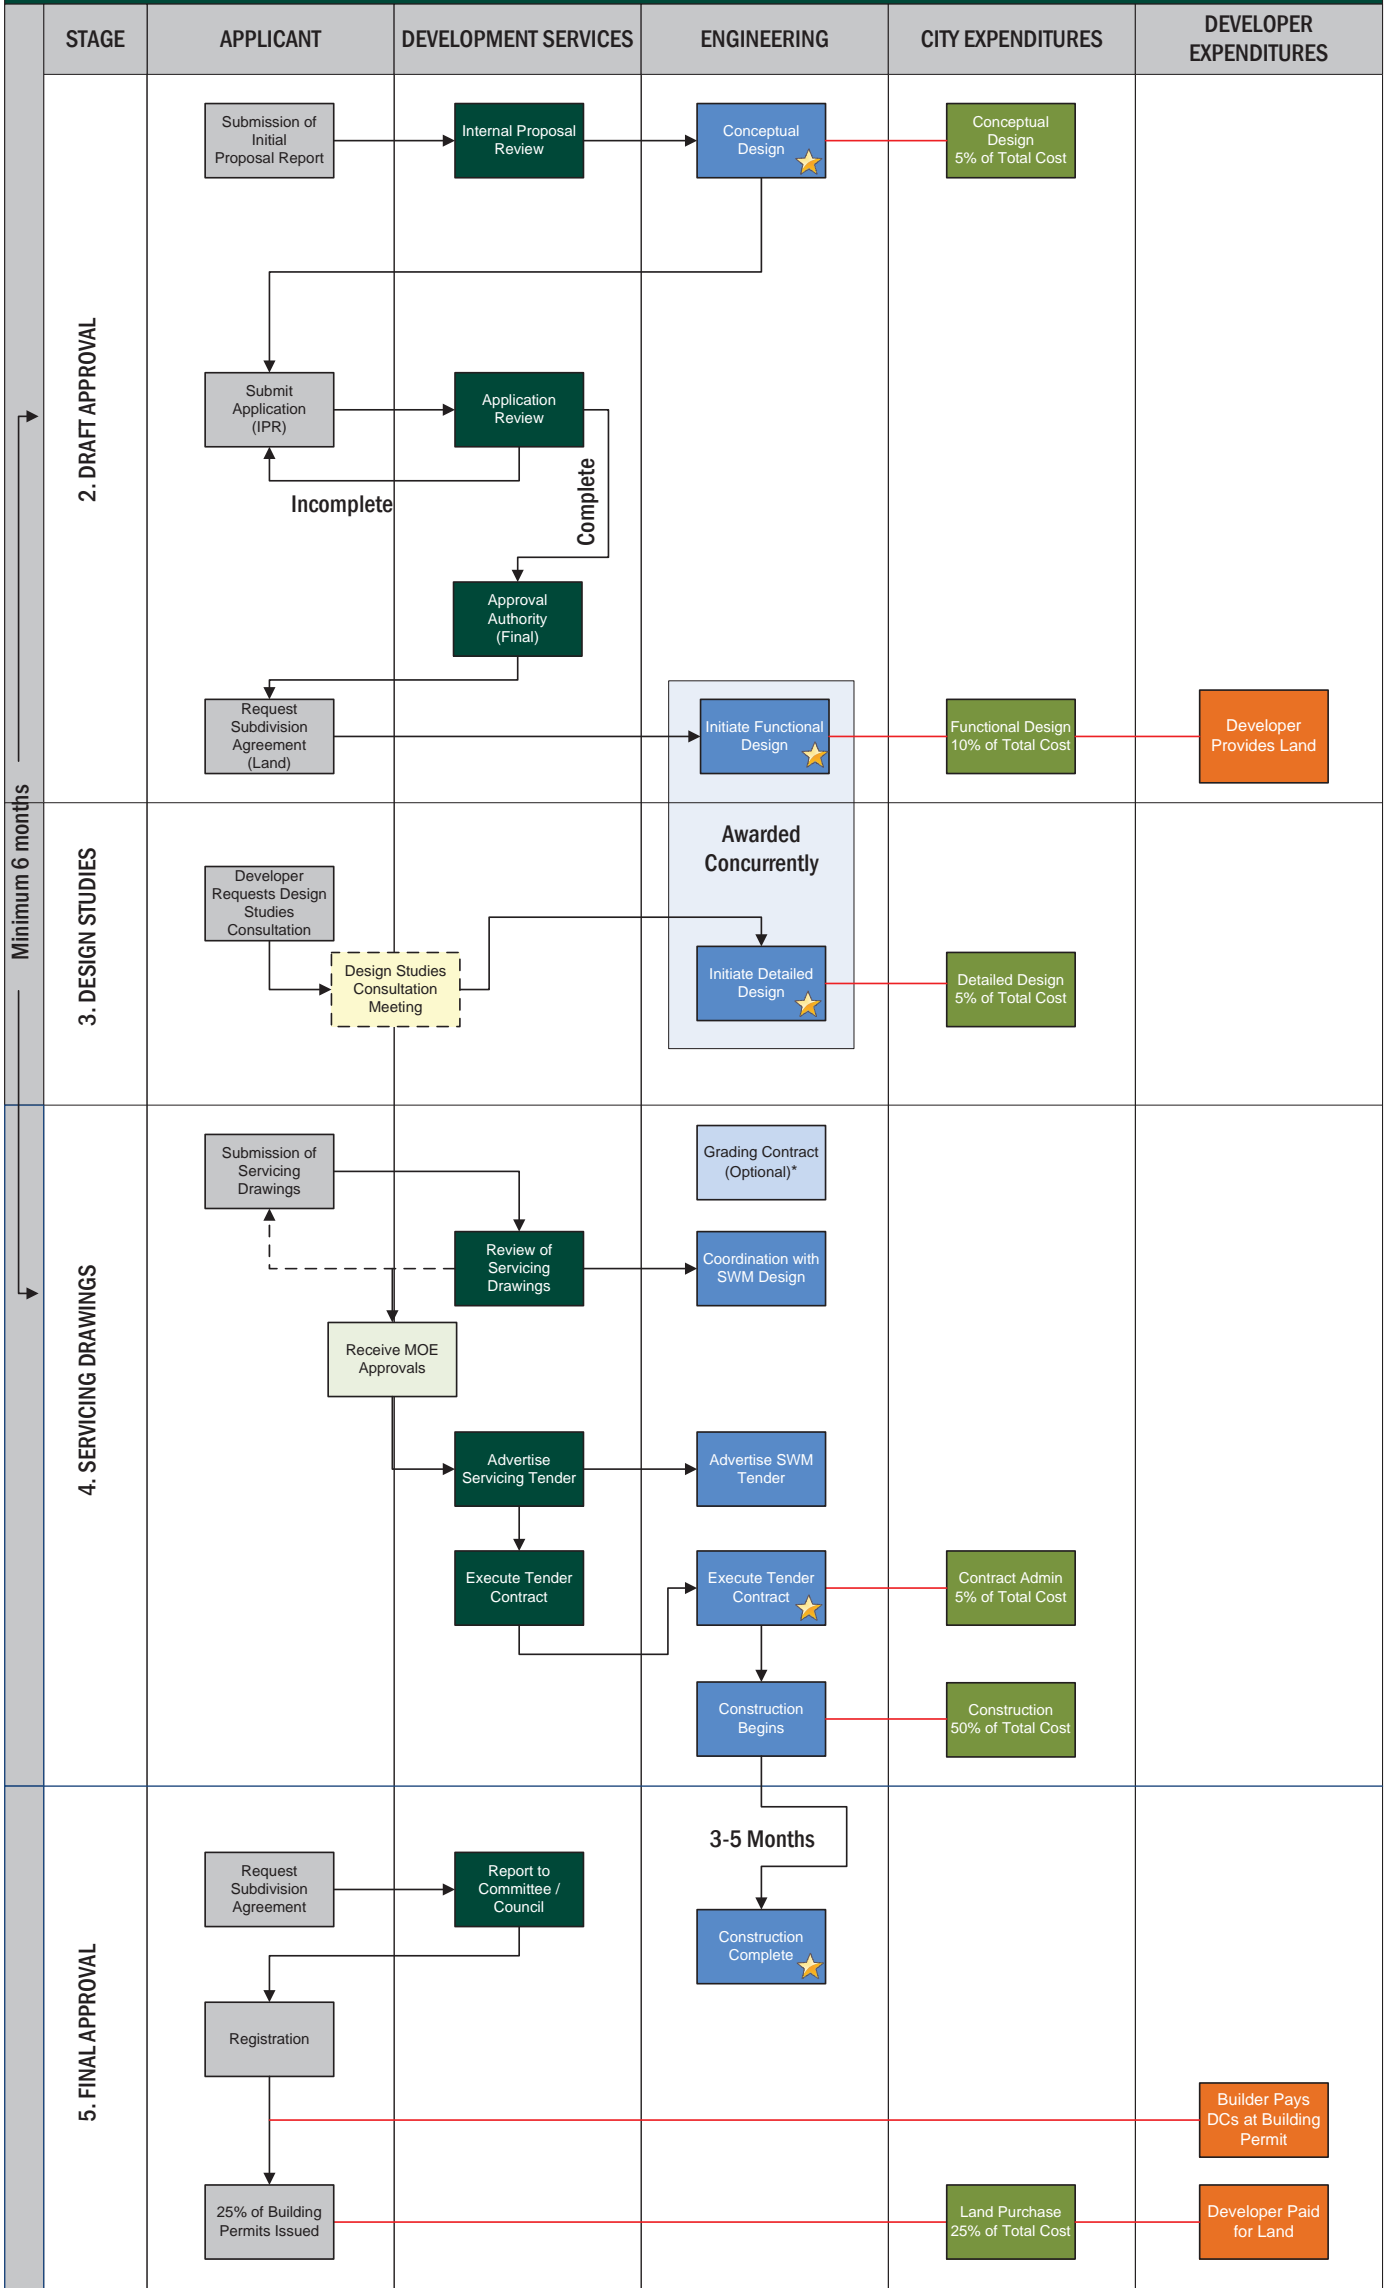 STAGE
APPLICANT
DEVELOPMENT SERVICES
ENGINEERING
CITY EXPENDITURES
DEVELOPER
EXPENDITURES
Minimum 6 months
2. DRAFT APPROVAL
Submission of
Initial
Proposal Report
Internal Proposal
Review
Conceptual
Design
Conceptual
Design
5% of Total Cost
Submit
Application
(IPR)
Application
Review
Incomplete
Complete
Approval
Authority
(Final)
Request
Subdivision
Agreement
(Land)
Initiate Functional
Design
Functional Design
10% of Total Cost
Developer
Provides Land
3. DESIGN STUDIES
Awarded
Concurrently
Developer
Requests Design
Studies
Consultation
Design Studies
Consultation
Meeting
Initiate Detailed
Design
Detailed Design
5% of Total Cost
4. SERVICING DRAWINGS
Submission of
Servicing
Drawings
Grading Contract
(Optional)*
Review of
Servicing
Drawings
Coordination with
SWM Design
Receive MOE
Approvals
Advertise
Servicing Tender
Advertise SWM
Tender
Execute Tender
Contract
Execute Tender
Contract
Contract Admin
5% of Total Cost
Construction
Begins
Construction
50% of Total Cost
5. FINAL APPROVAL
3-5 Months
Request
Subdivision
Agreement
Report to
Committee /
Council
Construction
Complete
Registration
Builder Pays
DCs at Building
Permit
25% of Building
Permits Issued
Land Purchase
25% of Total Cost
Developer Paid
for Land